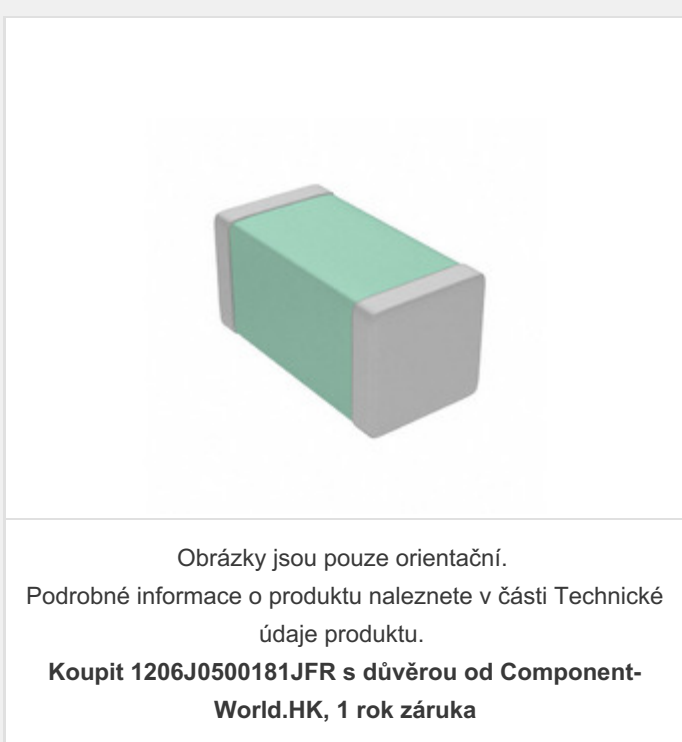 Obrázky jsou pouze orientační.
Podrobné informace o produktu naleznete v části Technické
údaje produktu.
Koupit 1206J0500181JFR s důvěrou od Component-
World.HK, 1 rok záruka